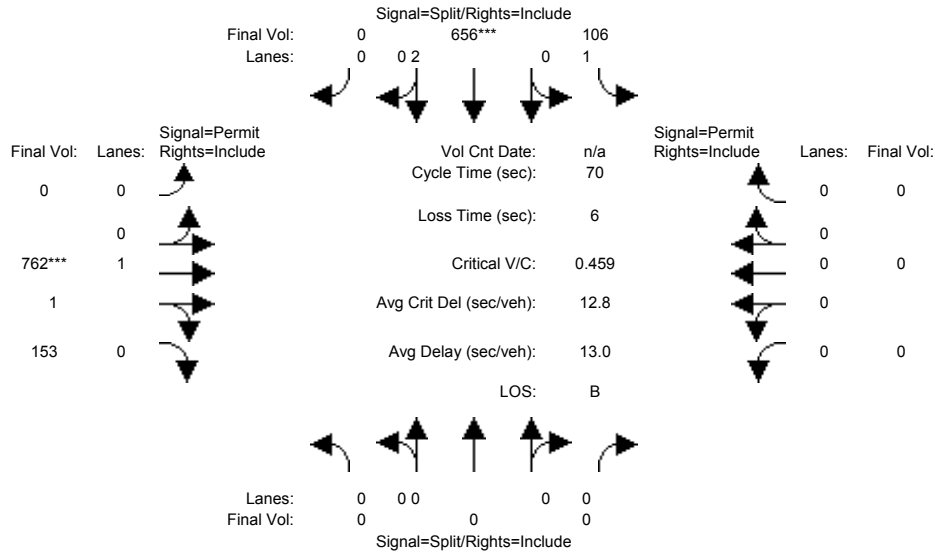 Signal=Split/Rights=Include
Final Vol: 0 656*** 106
Lanes: 0 0 2 0 1
Signal=Permit
Final Vol: Lanes: Rights=Include
Vol Cnt Date: n/a
Signal=Permit
Rights=Include Lanes: Final Vol:
Cycle Time (sec): 70
0 0
0 0
Loss Time (sec): 6
0
0
762*** 1
Critical V/C: 0.459
0 0
1 0
Avg Crit Del (sec/veh): 12.8
0
153 0
Avg Delay (sec/veh): 13.0
0 0
LOS: B
Lanes: 0 0 0 0 0
Final Vol: 0 0 0
Signal=Split/Rights=Include